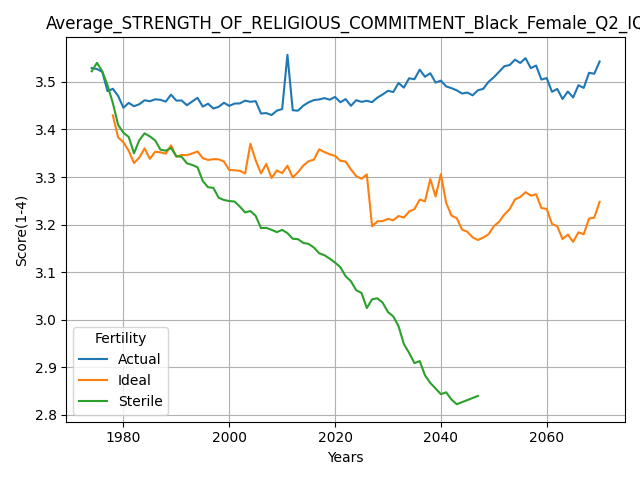 Average_STRENGTH_OF_RELIGIOUS_COMMITMENT_Black_Female_Q2_IQ
Score(1-4)
3.5
3.4
3.3
3.2
3.1
3.0
2.9
2.8
Fertility
Actual
Ideal
Sterile
1980 2000 2020 2040 2060
Years